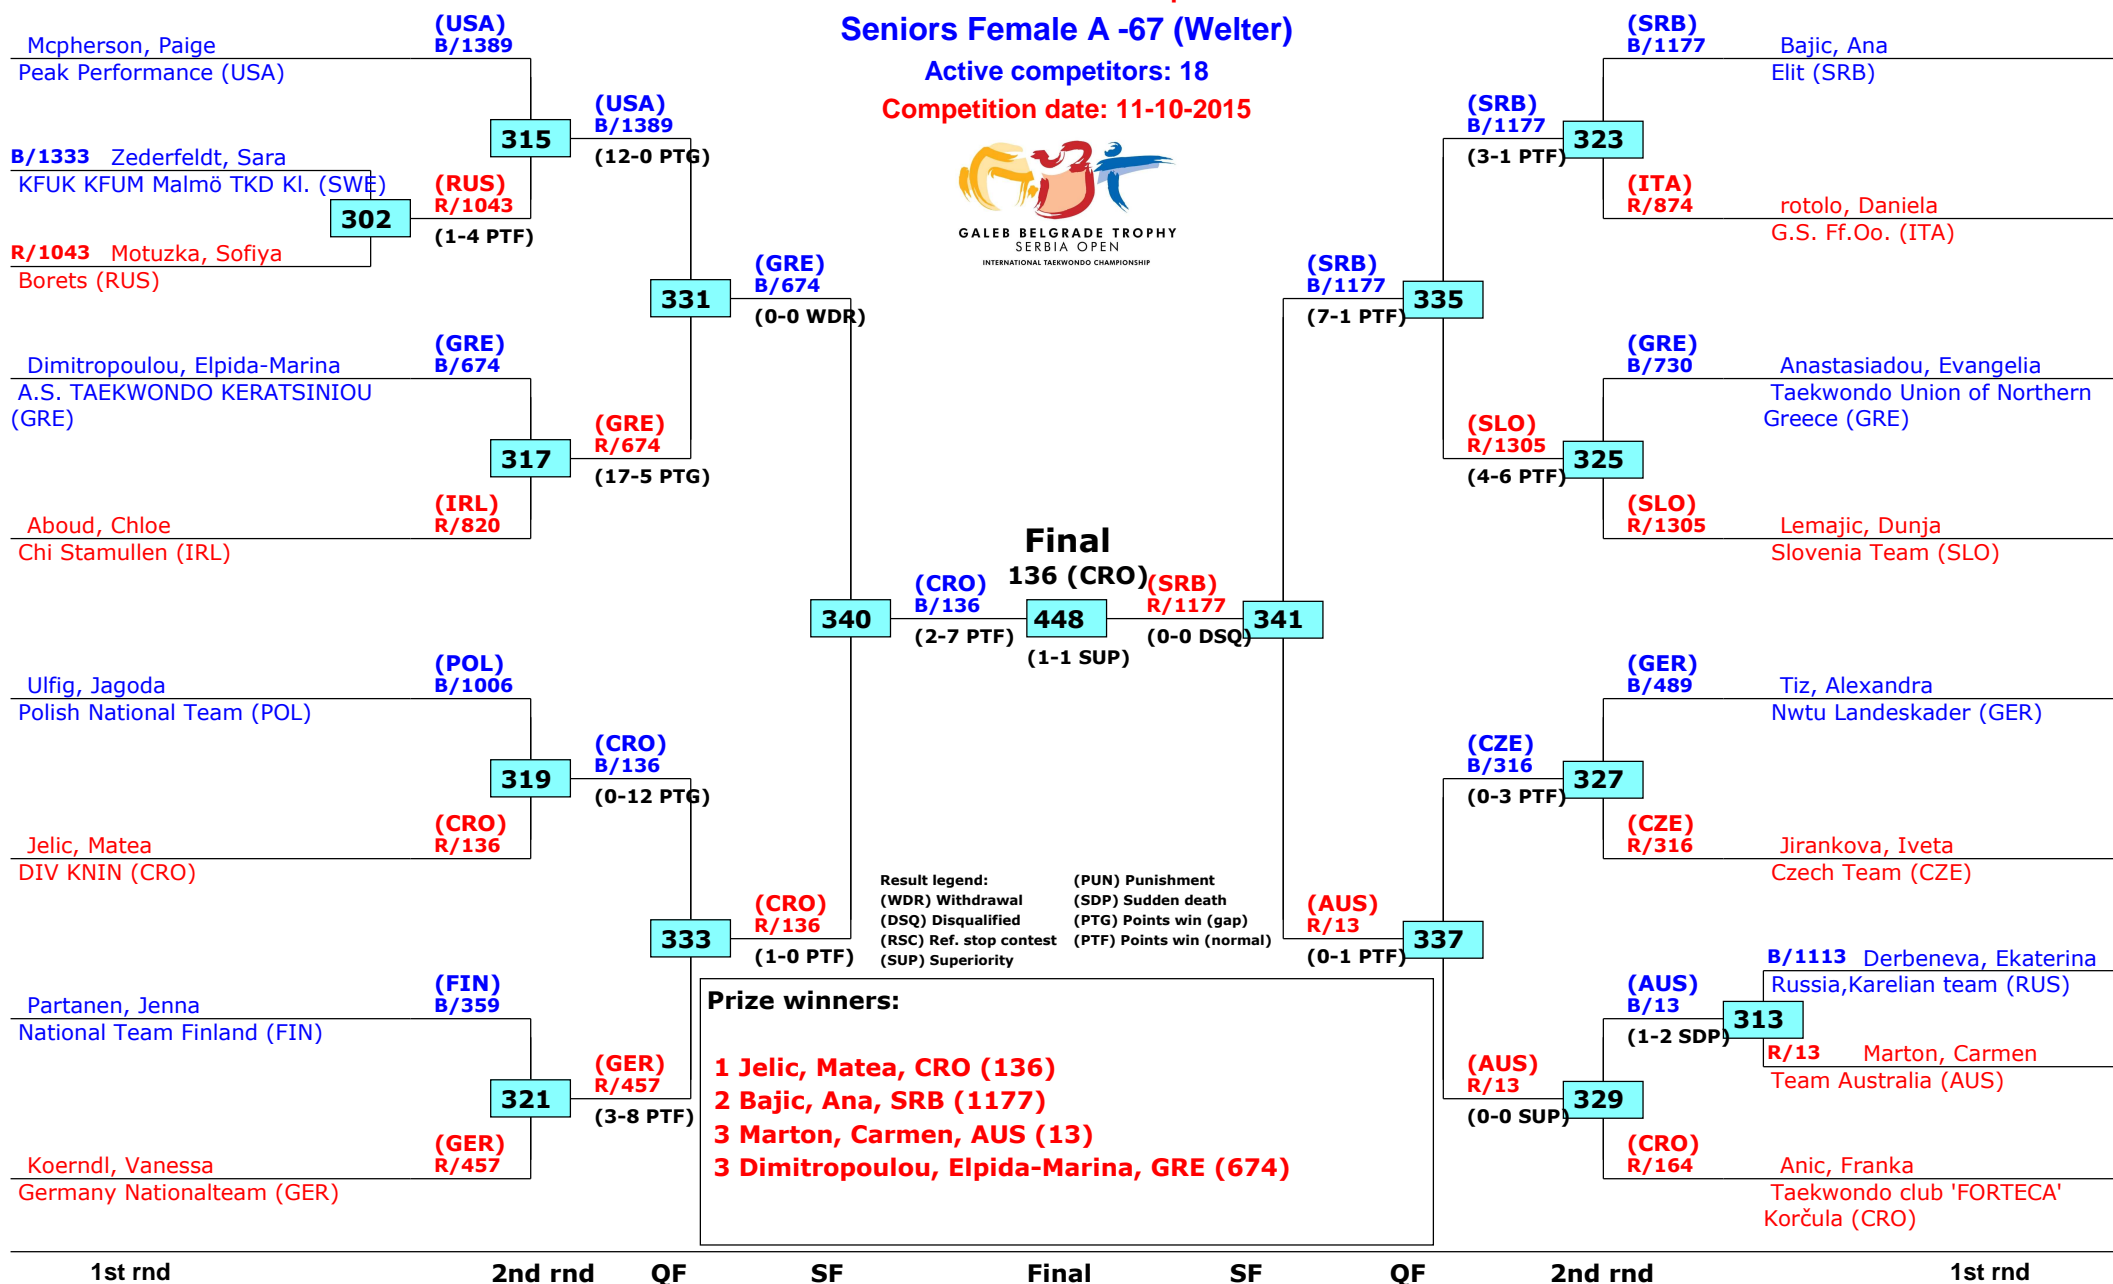 Seniors Female A -67 (Welter)
Active competitors: 18
Competition date: 11-10-2015
GALEB BELGRADE TROPHY
SERBIA OPEN
INTERNATIONAL TAEKWONDO CHAMPIONSHIP
Mcpherson, Paige
Peak Performance (USA)
(USA)
B/1389
B/1333 Zederfeldt, Sara
KFUK KFUM Malmö TKD Kl. (SWE)
R/1043 Motuzka, Sofiya
Borets (RUS)
302
(RUS)
R/1043
(1-4 PTF)
315
(USA)
B/1389
(12-0 PTG)
Dimitropoulou, Elpida-Marina
A.S. TAEKWONDO KERATSINIOU
(GRE)
(GRE)
B/674
Aboud, Chloe
Chi Stamullen (IRL)
(IRL)
R/820
317
(GRE)
R/674
(17-5 PTG)
331
(GRE)
B/674
(0-0 WDR)
Ulfig, Jagoda
Polish National Team (POL)
(POL)
B/1006
Jelic, Matea
DIV KNIN (CRO)
(CRO)
R/136
319
(CRO)
B/136
(0-12 PTG)
Partanen, Jenna
National Team Finland (FIN)
(FIN)
B/359
Koerndl, Vanessa
Germany Nationalteam (GER)
(GER)
R/457
321
(GER)
R/457
(3-8 PTF)
333
(CRO)
R/136
(1-0 PTF)
340
(CRO)
B/136
(2-7 PTF)
Final
136 (CRO)
448
(1-1 SUP)
(SRB)
R/1177
(0-0 DSQ)
341
(SRB)
B/1177
(7-1 PTF)
335
(SRB)
B/1177
(3-1 PTF)
323
(SRB)
B/1177
Bajic, Ana
Elit (SRB)
(ITA)
R/874
rotolo, Daniela
G.S. Ff.Oo. (ITA)
(SLO)
R/1305
(4-6 PTF)
325
(GRE)
B/730
Anastasiadou, Evangelia
Taekwondo Union of Northern
Greece (GRE)
(SLO)
R/1305
Lemajic, Dunja
Slovenia Team (SLO)
(AUS)
R/13
(0-1 PTF)
337
(CZE)
B/316
(0-3 PTF)
327
(GER)
B/489
Tiz, Alexandra
Nwtu Landeskader (GER)
(CZE)
R/316
Jirankova, Iveta
Czech Team (CZE)
(AUS)
R/13
(0-0 SUP)
329
(AUS)
B/13
(1-2 SDP)
313
B/1113 Derbeneva, Ekaterina
Russia,Karelian team (RUS)
R/13 Marton, Carmen
Team Australia (AUS)
(CRO)
R/164
Anic, Franka
Taekwondo club 'FORTECA'
Korčula (CRO)
Result legend:
(WDR) Withdrawal
(DSQ) Disqualified
(RSC) Ref. stop contest
(SUP) Superiority
(PUN) Punishment
(SDP) Sudden death
(PTG) Points win (gap)
(PTF) Points win (normal)
Prize winners:
1 Jelic, Matea, CRO (136)
2 Bajic, Ana, SRB (1177)
3 Marton, Carmen, AUS (13)
3 Dimitropoulou, Elpida-Marina, GRE (674)
1st rnd 2nd rnd QF SF Final SF QF 2nd rnd 1st rnd